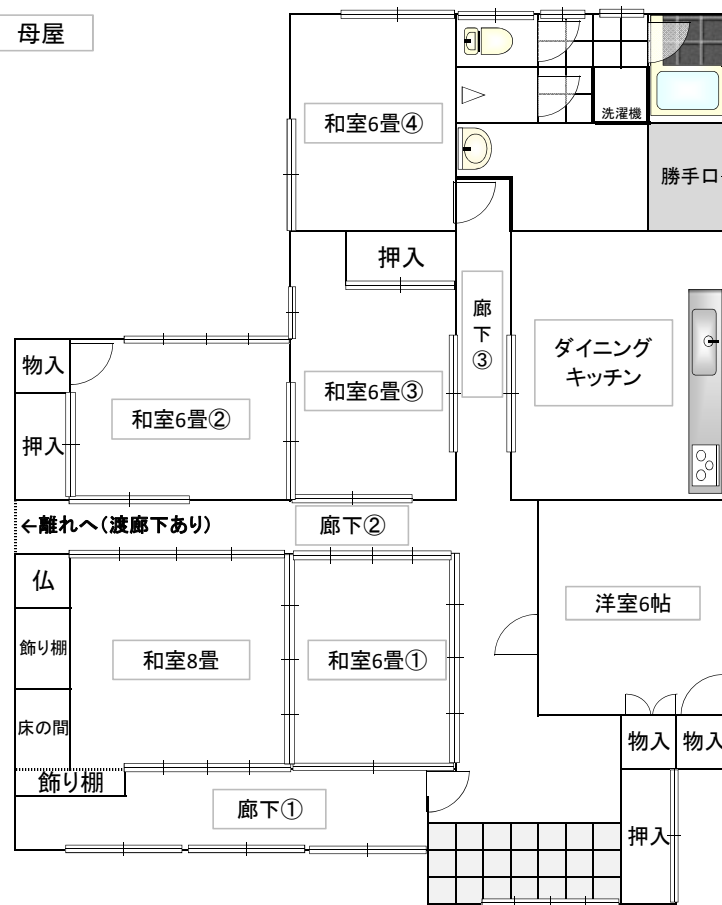 母屋
和室6畳④
洗濯機
勝手口
押入
廊
下
③
ダイニング
キッチン
物入
和室6畳②
和室6畳③
押入
←離れへ(渡廊下あり)
廊下②
仏
飾り棚
和室8畳
和室6畳①
洋室6帖
床の間
飾り棚
廊下①
物入
物入
押入